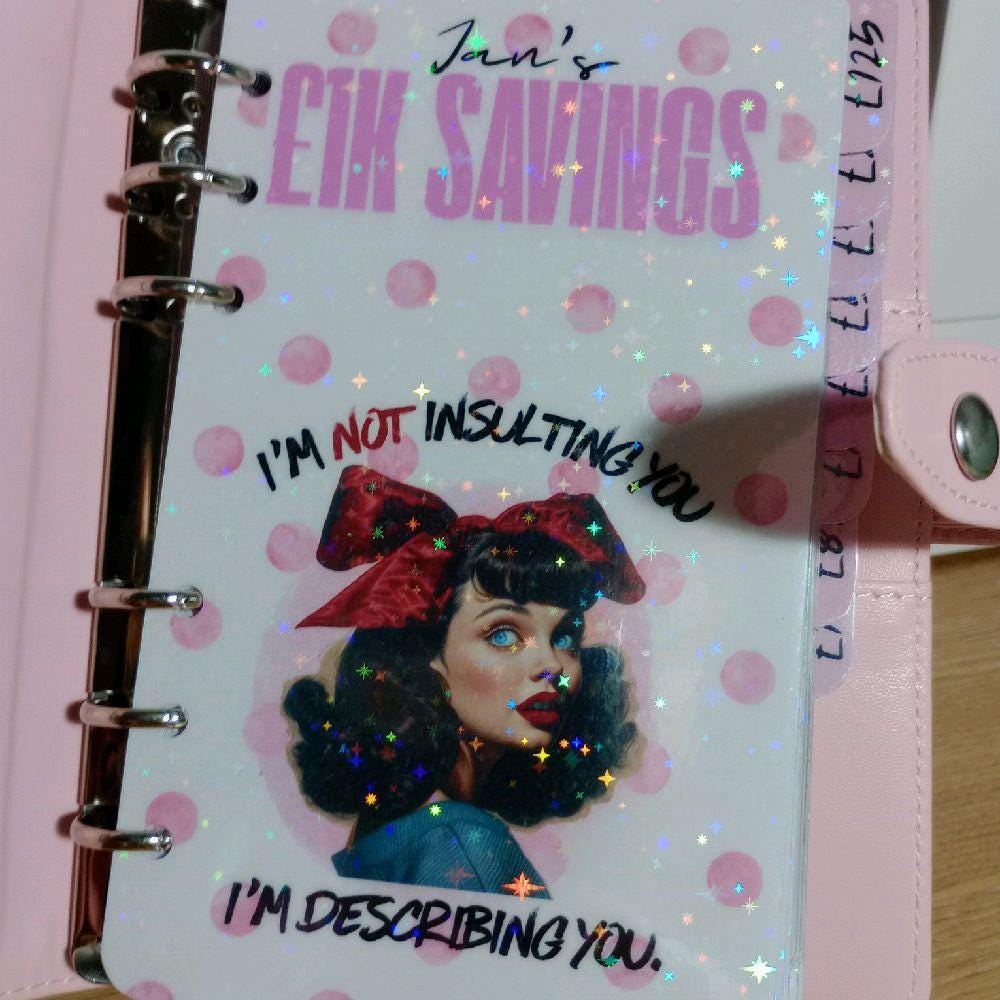 Jan's
£1K SAVINGS
I'M NOT INSULTING YOU
I'M DESCRIBING YOU.